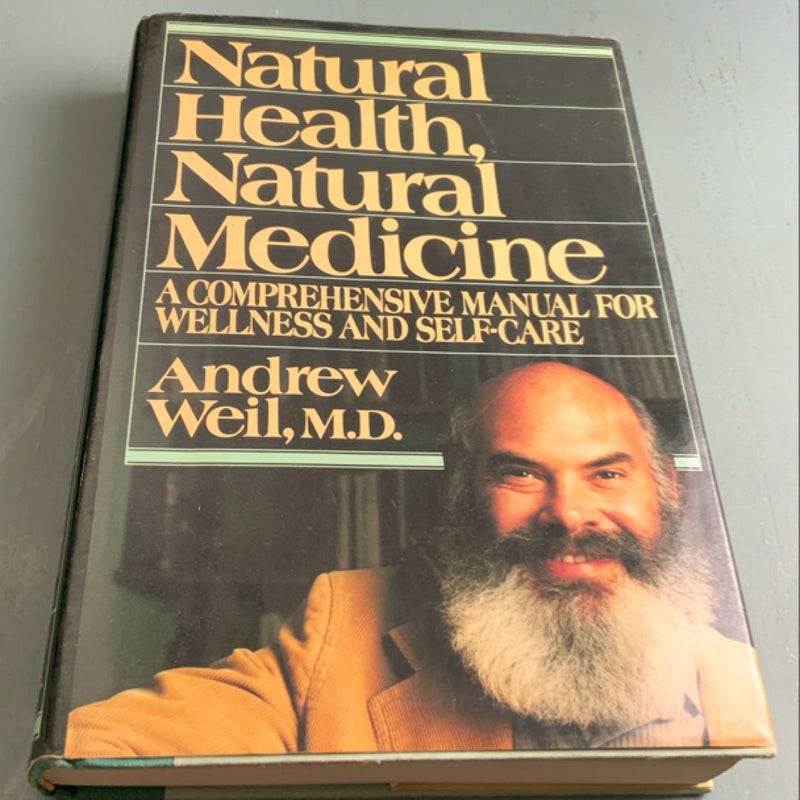 Natural
Health,
Natural
Medicine
A COMPREHENSIVE MANUAL FOR
WELLNESS AND SELF-CARE
Andrew
Weil, M.D.